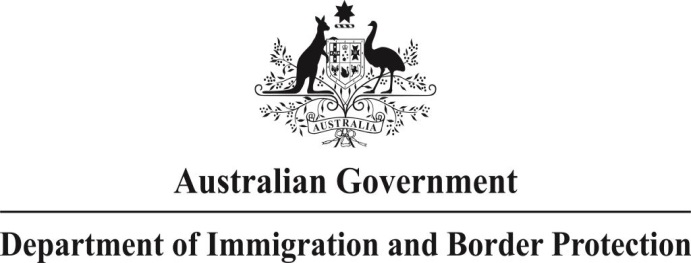 AUSTRALIA
Australian Government
Department of Immigration and Border Protection